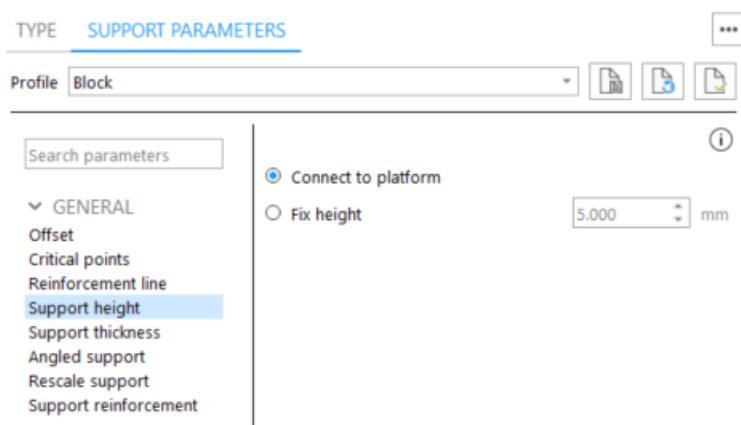 TYPE SUPPORT PARAMETERS
Profile Block
Search parameters
GENERAL
Offset
Critical points
Reinforcement line
Support height
Support thickness
Angled support
Rescale support
Support reinforcement
Connect to platform
Fix height 5.000 mm